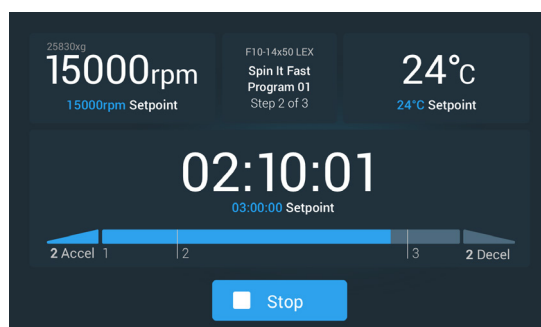 25830xg
15000rpm
15000rpm Setpoint
F10-14x50 LEX
Spin It Fast
Program 01
Step 2 of 3
24°C
24°C Setpoint
02:10:01
03:00:00 Setpoint
2 Accel 1 2 3 2 Decel
Stop